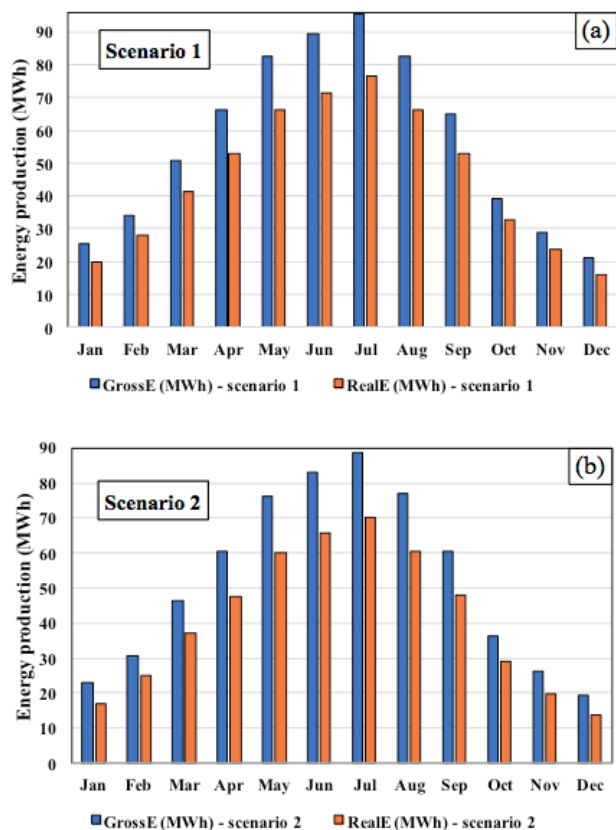 Scenario 1
(a)
Energy production (MWh)
90
80
70
60
50
40
30
20
10
0
Jan Feb Mar Apr May Jun Jul Aug Sep Oct Nov Dec
GrossE (MWh) - scenario 1 RealE (MWh) - scenario 1
Scenario 2
(b)
Energy production (MWh)
90
80
70
60
50
40
30
20
10
0
Jan Feb Mar Apr May Jun Jul Aug Sep Oct Nov Dec
GrossE (MWh) - scenario 2 RealE (MWh) - scenario 2